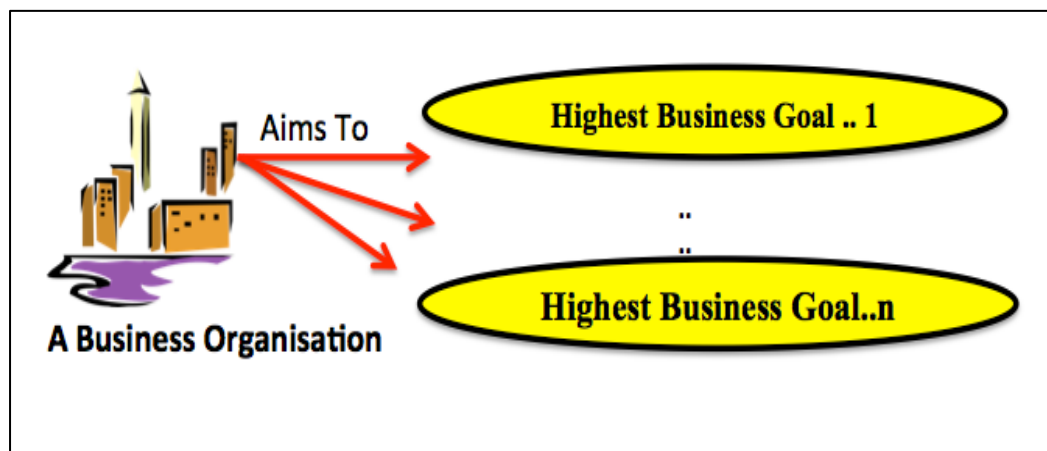 Highest Business Goal .. 1
Aims To
..
..
Highest Business Goal..n
A Business Organisation